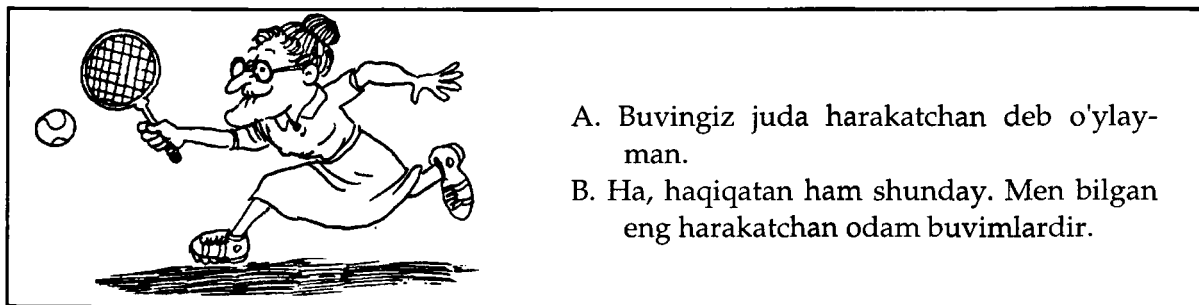 A. Buvingiz juda harakatchan deb o'ylay-
man.
B. Ha, haqiqatan ham shunday. Men bilgan
eng harakatchan odam buvimlardir.